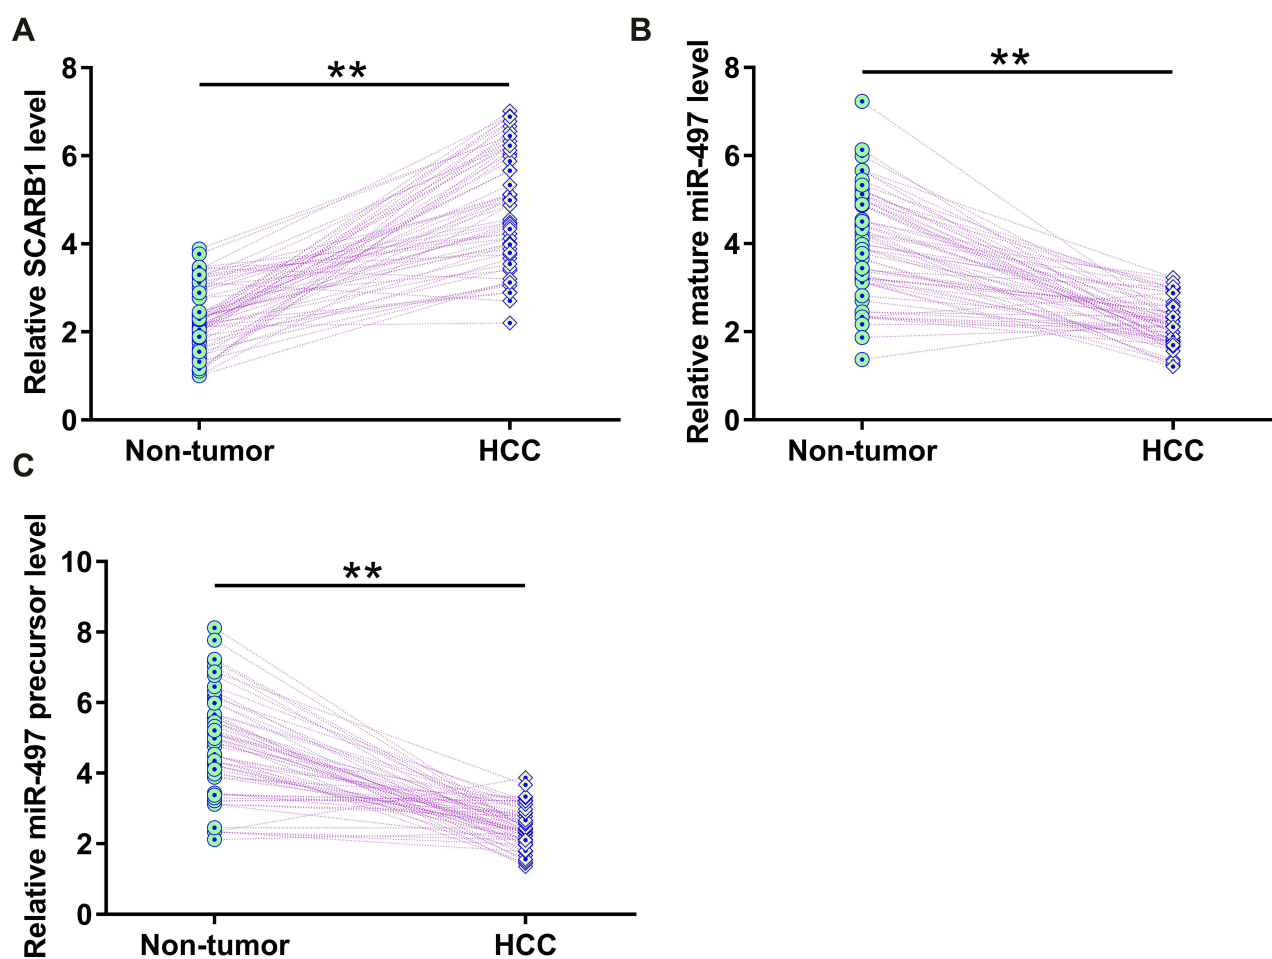 A
Relative SCARB1 level
8
6
4
2
0
**
Non-tumor HCC
B
Relative mature miR-497 level
8
6
4
2
0
**
Non-tumor HCC
C
Relative miR-497 precursor level
10
8
6
4
2
0
**
Non-tumor HCC